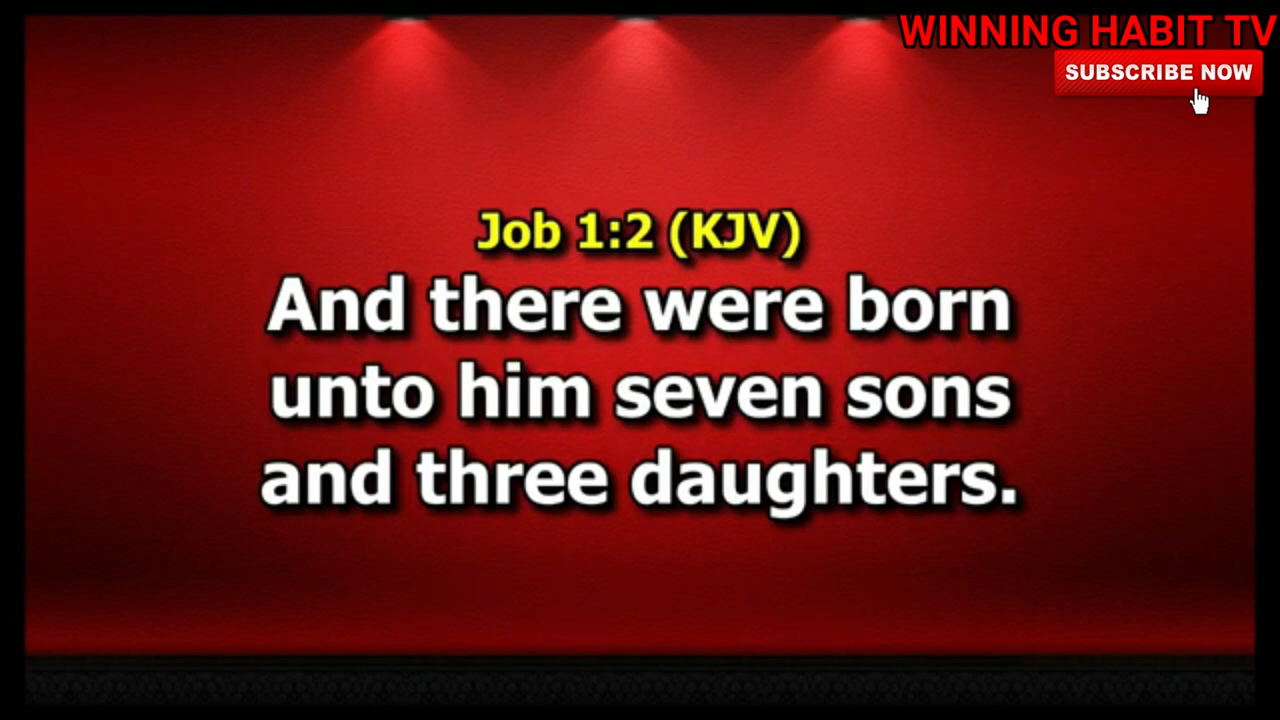 WINNING HABIT TV
SUBSCRIBE NOW
Job 1:2 (KJV)
And there were born
unto him seven sons
and three daughters.